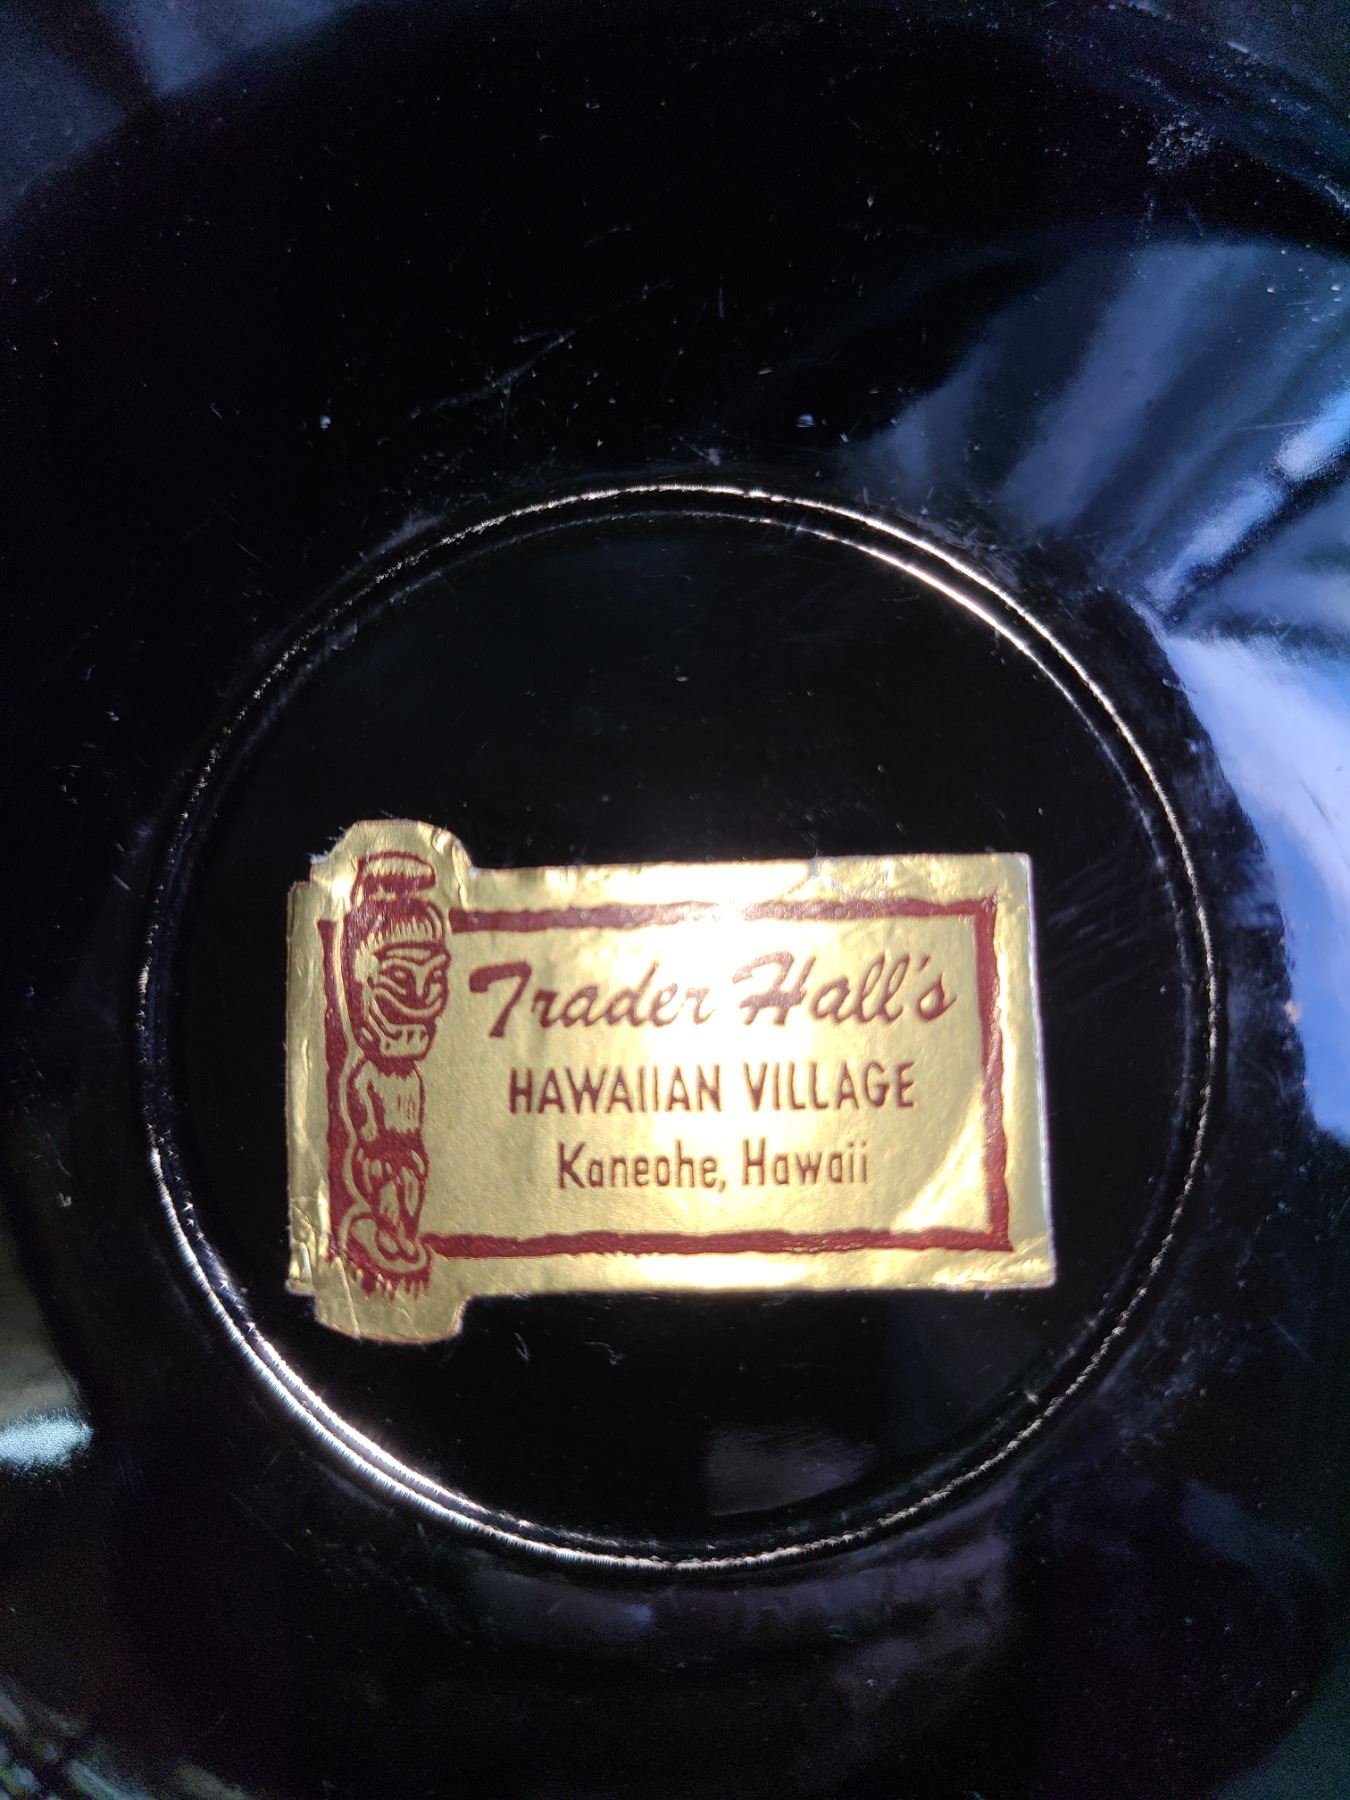 Trader Hall's
HAWAIIAN VILLAGE
Kaneohe, Hawaii